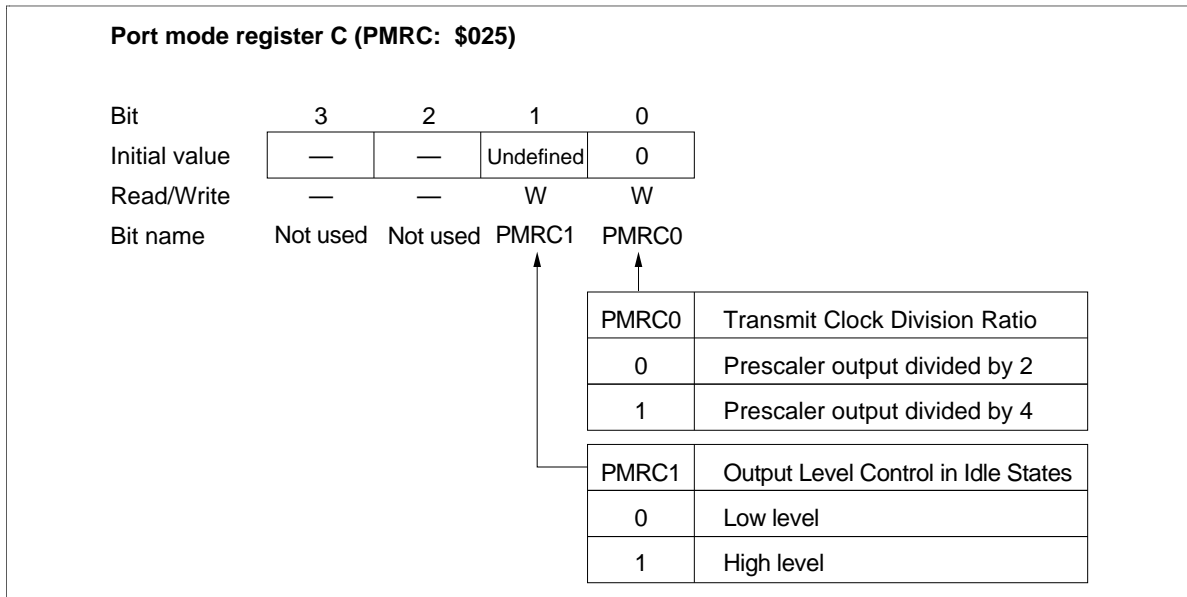 Port mode register C (PMRC: $025)
Bit 3 2 1 0
Initial value — — Undefined 0
Read/Write — — W W
Bit name Not used Not used PMRC1 PMRC0
PMRC0 Transmit Clock Division Ratio
0 Prescaler output divided by 2
1 Prescaler output divided by 4
PMRC1 Output Level Control in Idle States
0 Low level
1 High level